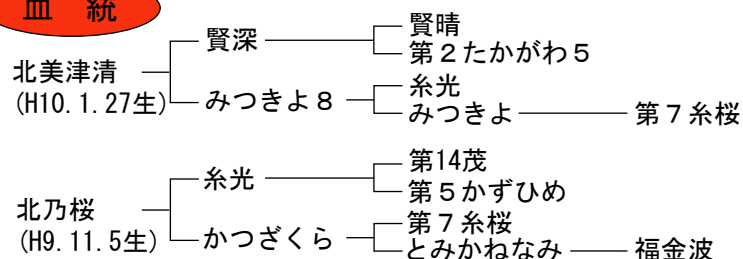 血 統
賢晴
賢深
第２たかがわ５
北美津清
(H10.1.27生)
糸光
みつきよ８
みつきよ
第７糸桜
第14茂
糸光
第５かずひめ
北乃桜
(H9.11.5生)
第７糸桜
かつざくら
とみかねなみ
福金波